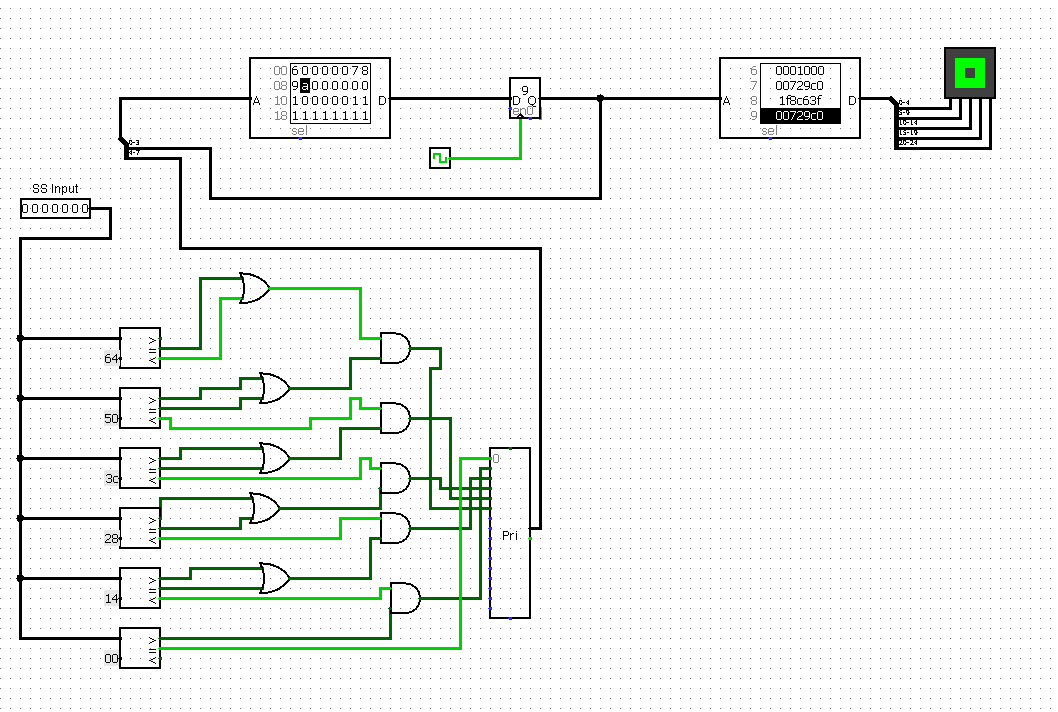 00 60000078
08 9a000000
10 10000011
18 11111111
A
D
sel
9
D Q
en0
6 0001000
7 00729c0
8 1f8c63f
9 00729c0
A
D
sel
0-4
5-9
10-14
15-19
20-24
0-3
4-7
SS Input
0000000
>
=
<
64
>
=
<
50
>
=
<
3c
>
=
<
28
>
=
<
14
>
=
<
00
0
Pri